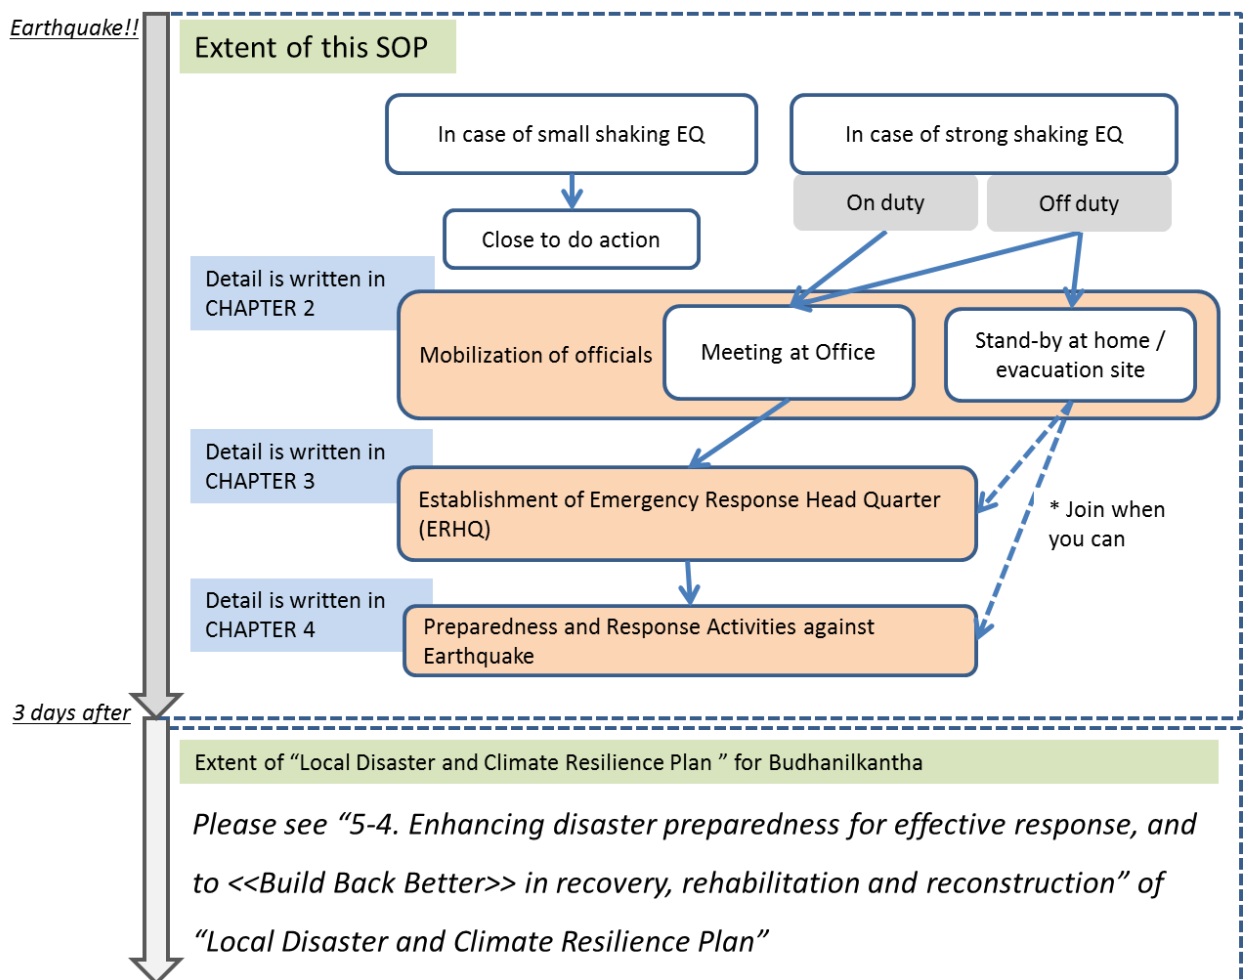 Earthquake!!
Extent of this SOP
In case of small shaking EQ
In case of strong shaking EQ
On duty
Off duty
Close to do action
Detail is written in
CHAPTER 2
Mobilization of officials
Meeting at Office
Stand-by at home /
evacuation site
Detail is written in
CHAPTER 3
Establishment of Emergency Response Head Quarter
(ERHQ)
* Join when
you can
Detail is written in
CHAPTER 4
Preparedness and Response Activities against
Earthquake
3 days after
Extent of “Local Disaster and Climate Resilience Plan ” for Budhanilkantha
Please see “5-4. Enhancing disaster preparedness for effective response, and
to <<Build Back Better>> in recovery, rehabilitation and reconstruction” of
“Local Disaster and Climate Resilience Plan”